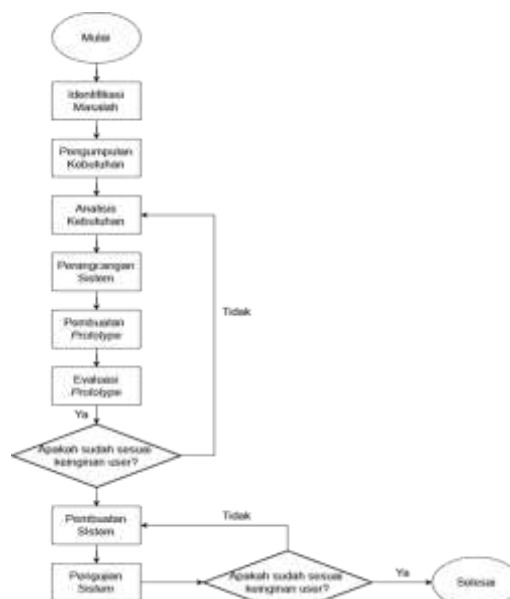 Mulai
Identifikasi
Masalah
Pengumpulan
Kebutuhan
Analisis
Kebutuhan
Perangcangan
Sistem
Pembuatan
Prototype
Evaluasi
Prototype
Tidak
Ya
Apakah sudah sesuai
keinginan user?
Pembuatan
Sistem
Tidak
Pengujian
Sistem
Apakah sudah sesuai
keinginan user?
Ya
Selesai